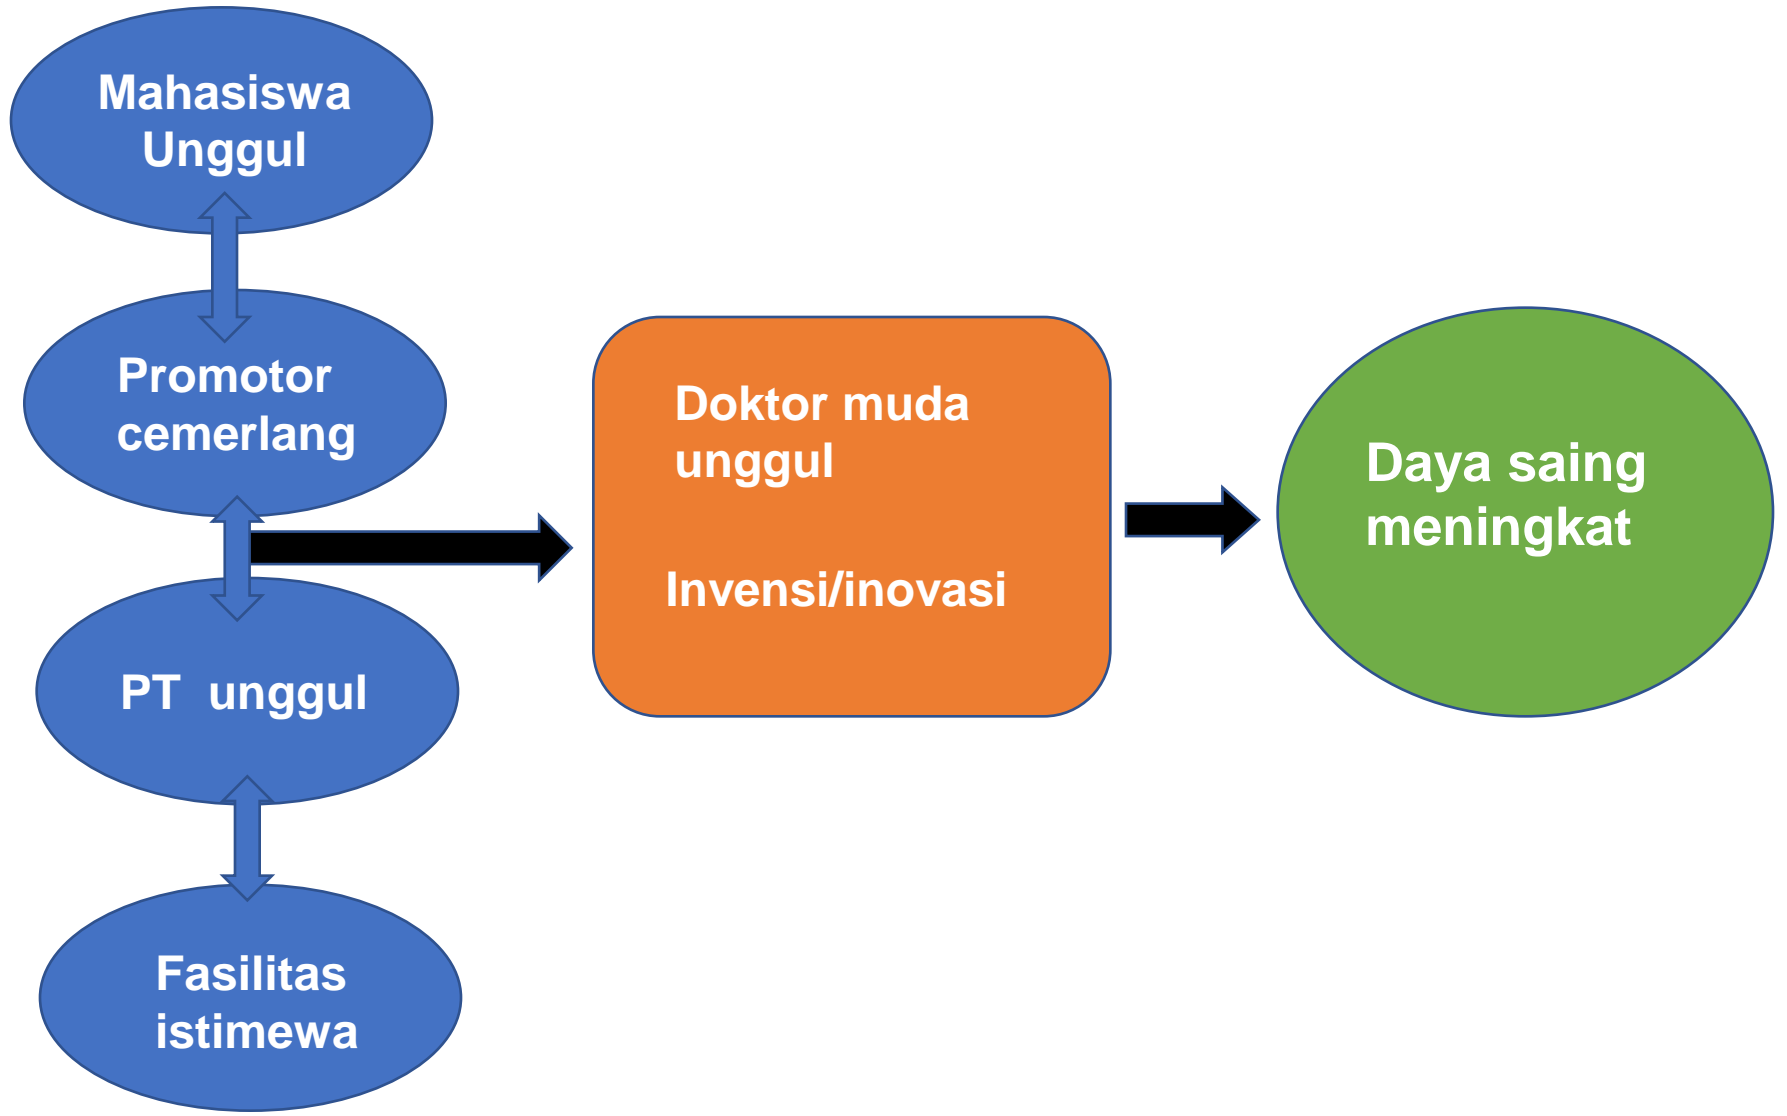 Mahasiswa
Unggul
Promotor
cemerlang
PT unggul
Fasilitas
istimewa
Doktor muda
unggul
Invensi/inovasi
Daya saing
meningkat